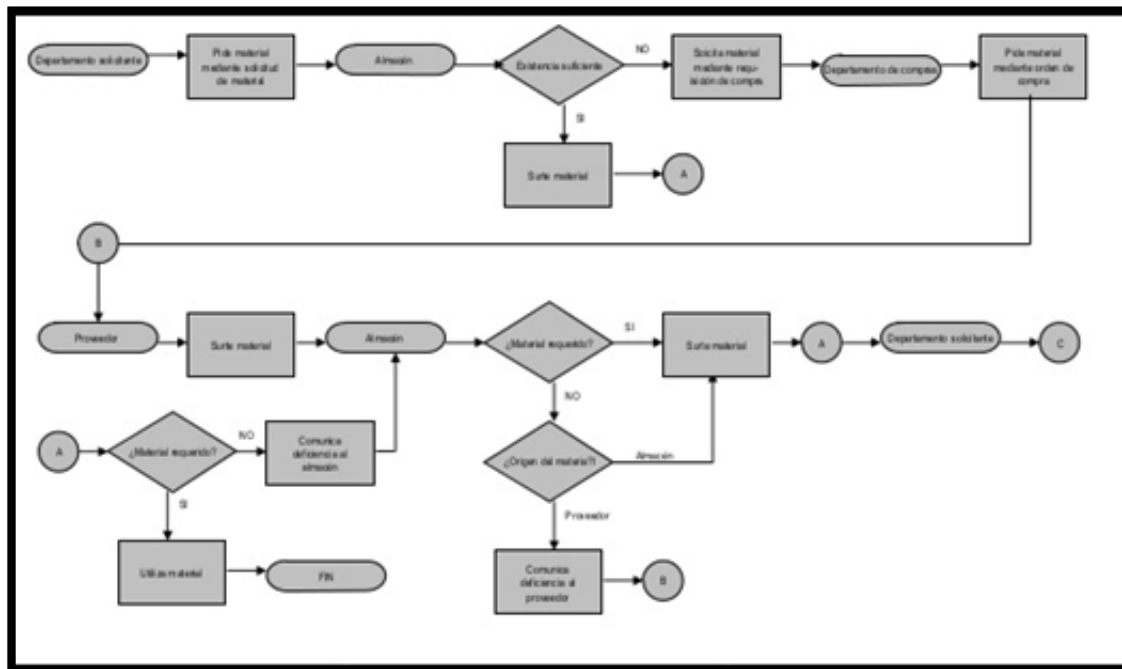 Departamento solicitante
Pide material
mediante solicitud
de material
Almacén
Existencia suficiente
NO
Solicita material
mediante requi-
sición de compra
Departamento de compras
Pide material
mediante orden de
compra
SI
Surte material
A
B
Proveedor
Surte material
Almacén
¿Material requerido?
SI
Surte material
A
Departamento solicitante
C
NO
A
¿Material requerido?
NO
Comunica
deficiencia al
almacén
¿Origen del material?
Almacén
SI
Proveedor
Utiliza material
FIN
Comunica
deficiencia al
proveedor
B